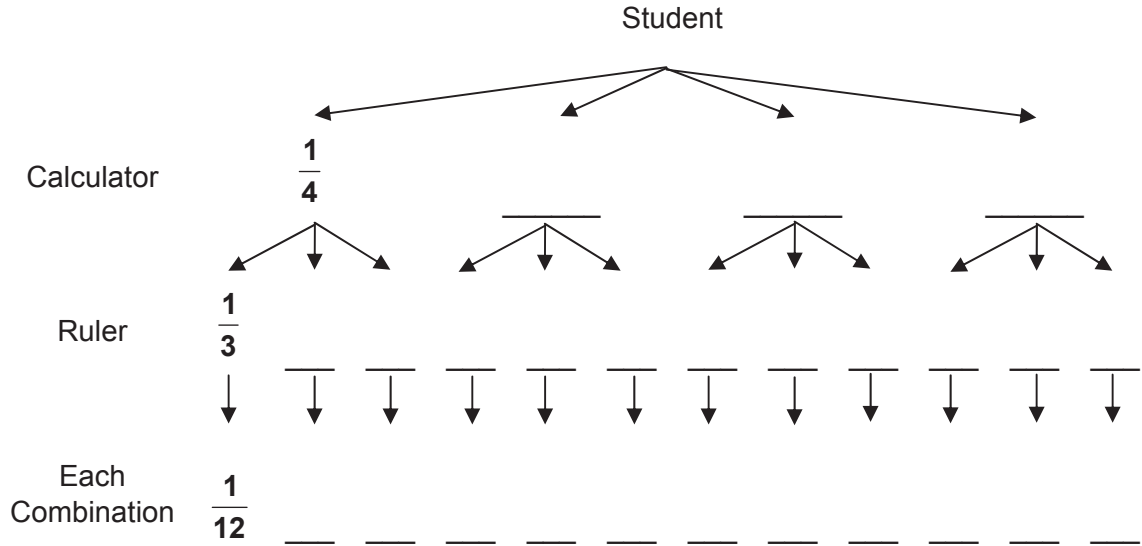 Student
Calculator
1
4
Ruler
1
3
Each
Combination
1
12